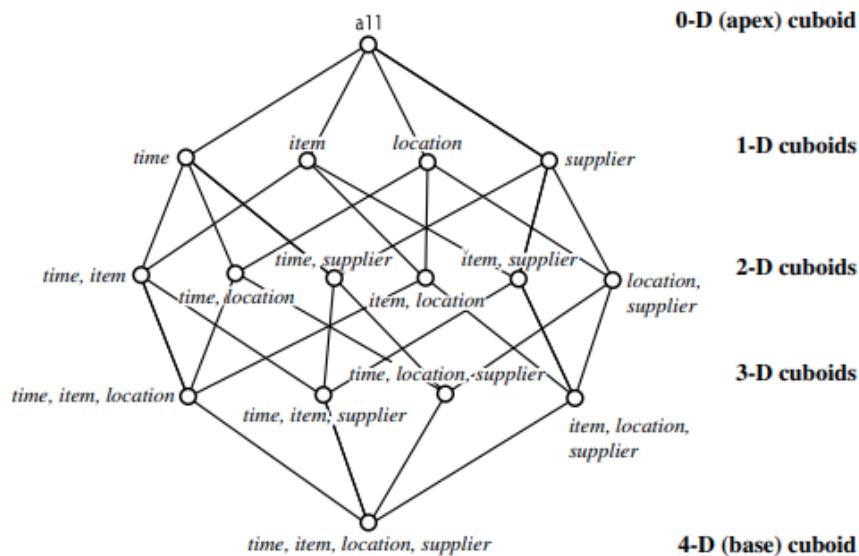 all
0-D (apex) cuboid
time
item
location
supplier
1-D cuboids
time, item
time, location
time, supplier
item, location
item, supplier
location,
supplier
2-D cuboids
time, item, location
time, item, supplier
time, location, supplier
item, location,
supplier
3-D cuboids
time, item, location, supplier
4-D (base) cuboid